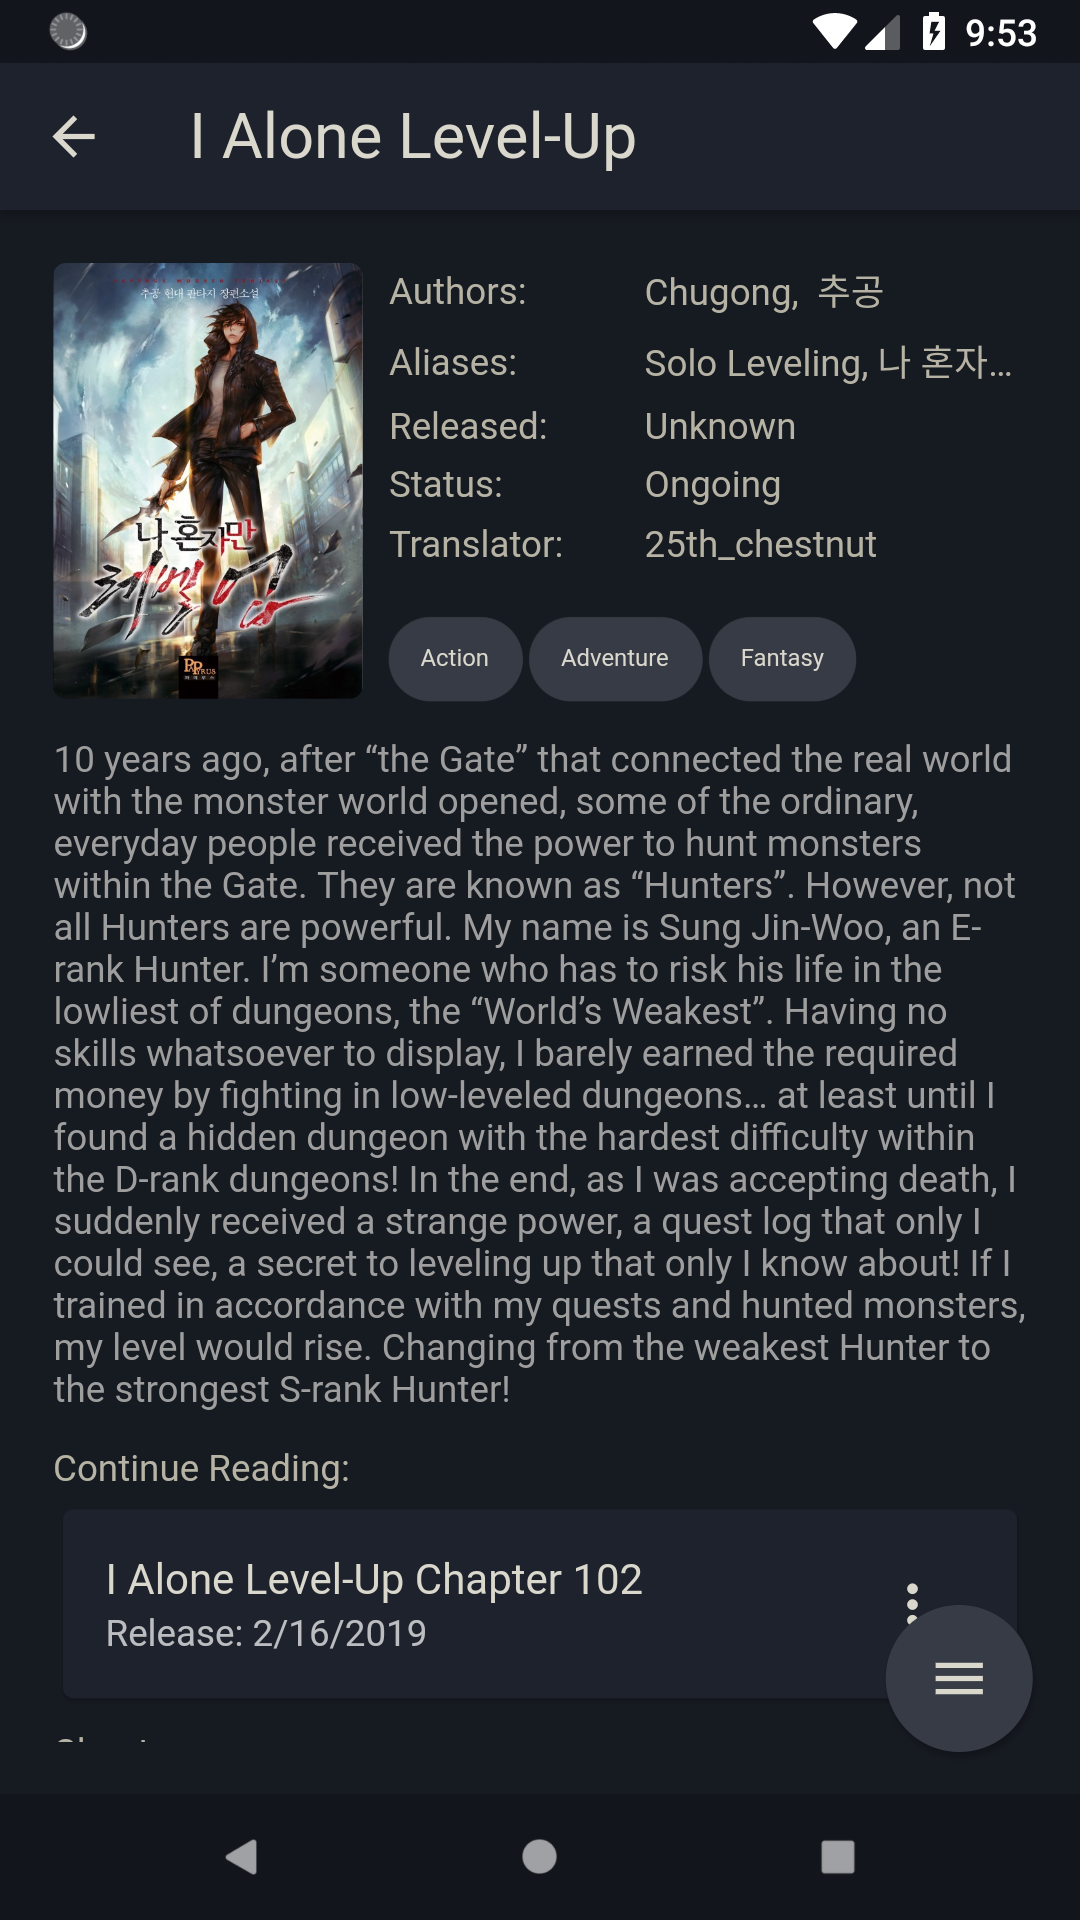 9:53
I Alone Level-Up
추공 현대 판타지 장편소설
나 혼자만
레벨업
PAPYRUS
파피루스
Authors: Chugong, 추공
Aliases: Solo Leveling, 나 혼자...
Released: Unknown
Status: Ongoing
Translator: 25th_chestnut
Action Adventure Fantasy
10 years ago, after “the Gate” that connected the real world
with the monster world opened, some of the ordinary,
everyday people received the power to hunt monsters
within the Gate. They are known as “Hunters”. However, not
all Hunters are powerful. My name is Sung Jin-Woo, an E-
rank Hunter. I’m someone who has to risk his life in the
lowliest of dungeons, the “World’s Weakest”. Having no
skills whatsoever to display, I barely earned the required
money by fighting in low-leveled dungeons… at least until I
found a hidden dungeon with the hardest difficulty within
the D-rank dungeons! In the end, as I was accepting death, I
suddenly received a strange power, a quest log that only I
could see, a secret to leveling up that only I know about! If I
trained in accordance with my quests and hunted monsters,
my level would rise. Changing from the weakest Hunter to
the strongest S-rank Hunter!
Continue Reading:
I Alone Level-Up Chapter 102
Release: 2/16/2019